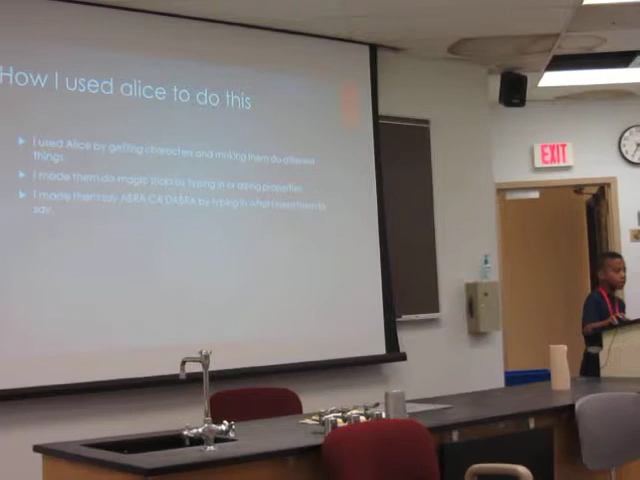 How I used alice to do this
I used Alice by getting characters and making them do different
things.
I made them do magic tricks by typing in or using properties.
I made them say ABRA CA DABRA by typing in what I want them to
say.
EXIT